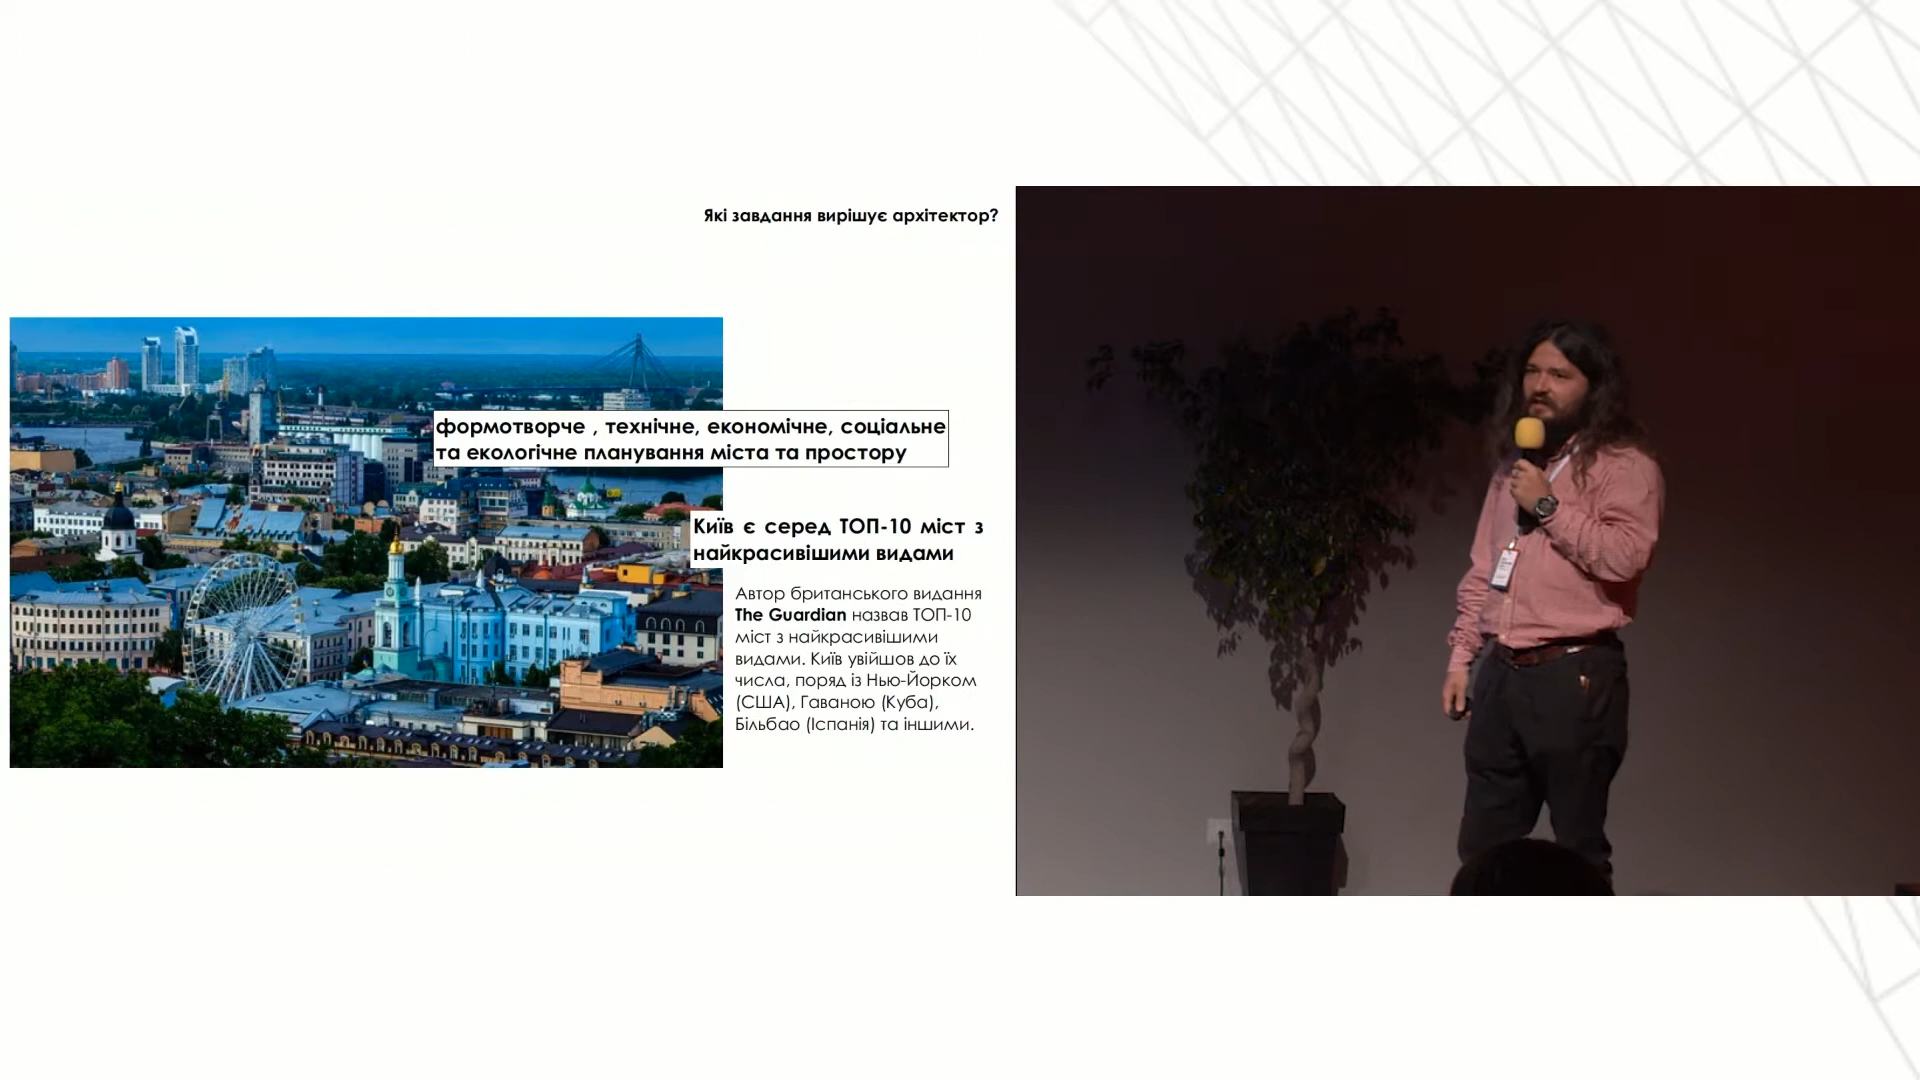 Які завдання вирішує архітектор?
формотворче , технічне, економічне, соціальне
та екологічне планування міста та простору
Київ є серед ТОП-10 міст з
найкрасивішими видами
Автор британського видання
The Guardian назвав ТОП-10
міст з найкрасивішими
видами. Київ увійшов до їх
числа, поряд із Нью-Йорком
(США), Гаваною (Куба),
Більбао (Іспанія) та іншими.